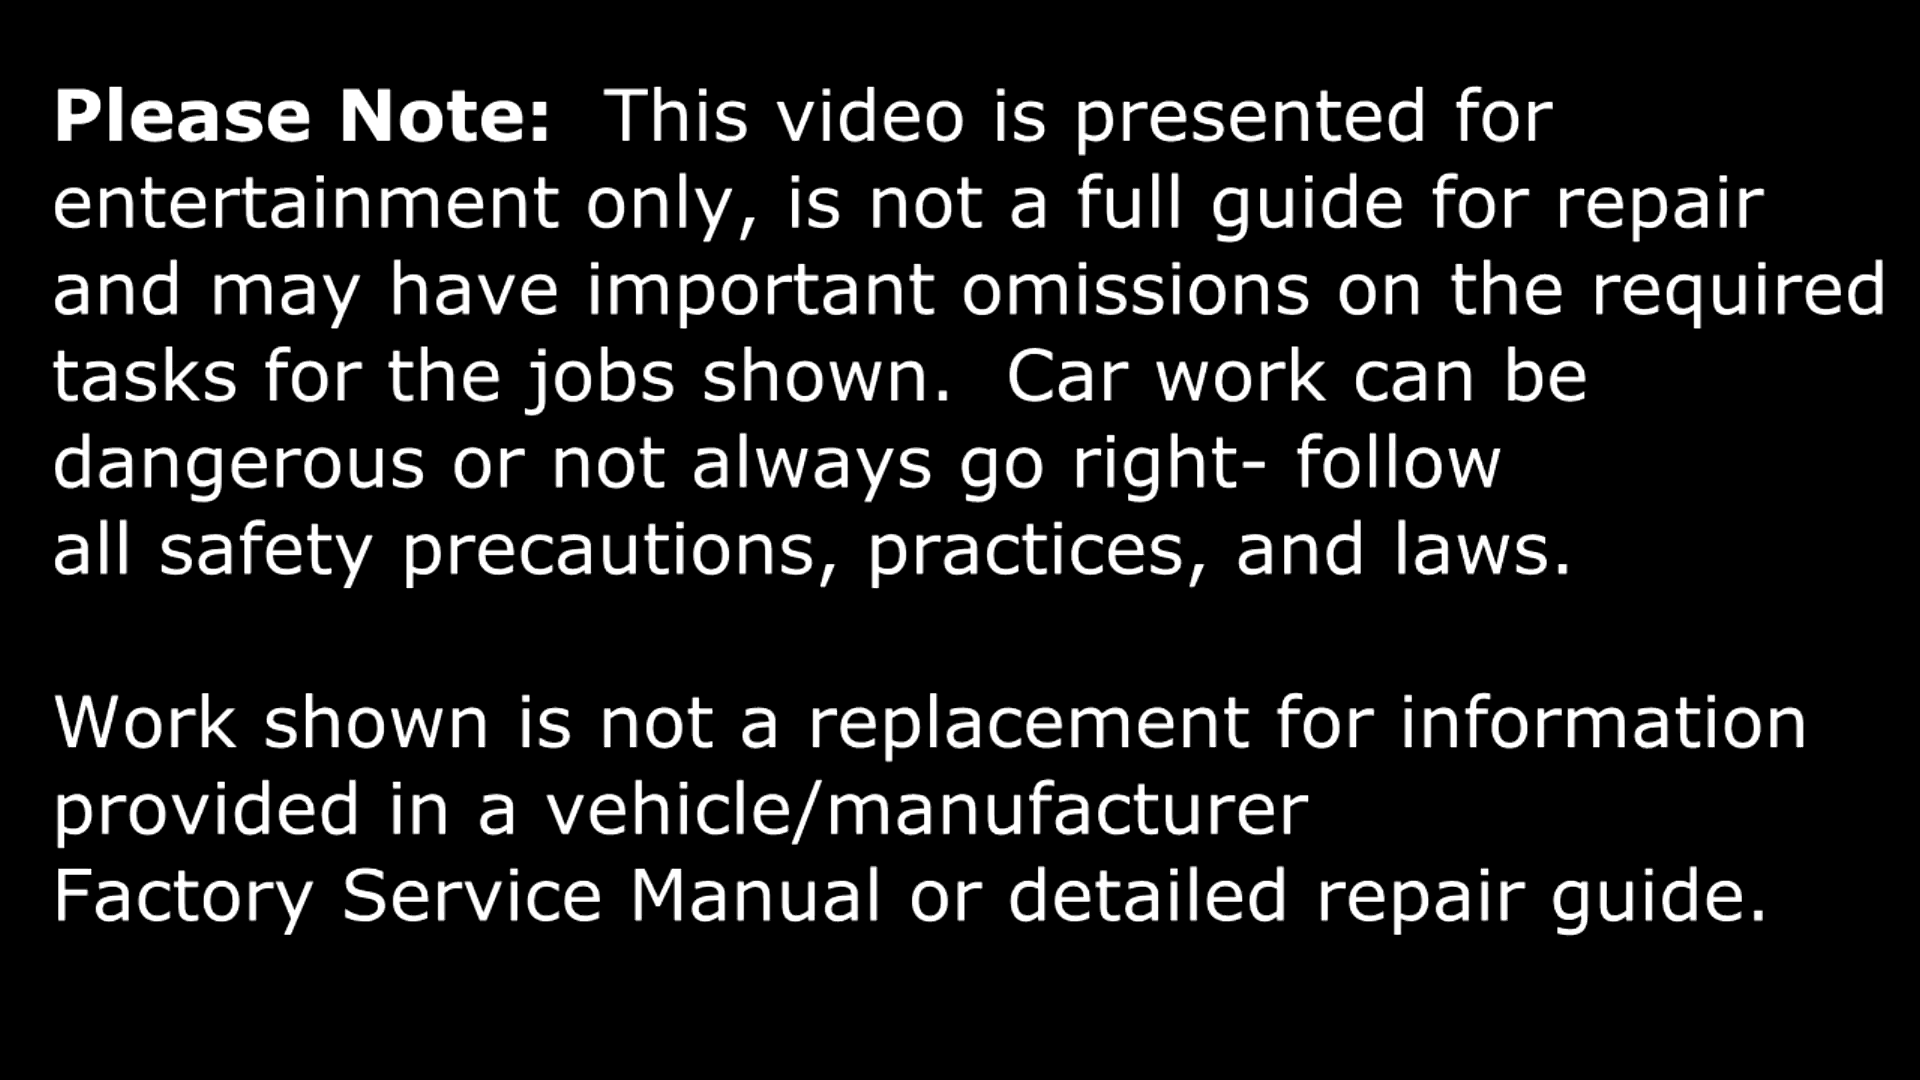 Please Note:  This video is presented for
entertainment only, is not a full guide for repair
and may have important omissions on the required
tasks for the jobs shown.  Car work can be
dangerous or not always go right- follow
all safety precautions, practices, and laws.
Work shown is not a replacement for information
provided in a vehicle/manufacturer
Factory Service Manual or detailed repair guide.